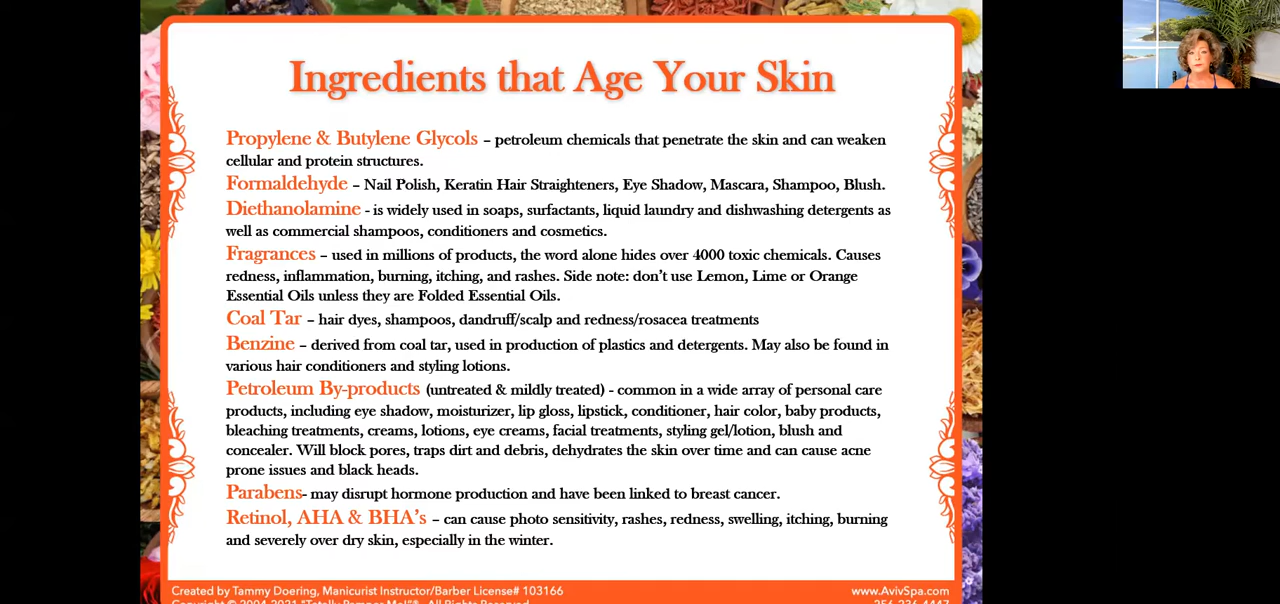 Ingredients that Age Your Skin
Propylene & Butylene Glycols – petroleum chemicals that penetrate the skin and can weaken
cellular and protein structures.
Formaldehyde – Nail Polish, Keratin Hair Straighteners, Eye Shadow, Mascara, Shampoo, Blush.
Diethanolamine - is widely used in soaps, surfactants, liquid laundry and dishwashing detergents as
well as commercial shampoos, conditioners and cosmetics.
Fragrances – used in millions of products, the word alone hides over 4000 toxic chemicals. Causes
redness, inflammation, burning, itching, and rashes. Side note: don’t use Lemon, Lime or Orange
Essential Oils unless they are Folded Essential Oils.
Coal Tar – hair dyes, shampoos, dandruff/scalp and redness/rosacea treatments
Benzine – derived from coal tar, used in production of plastics and detergents. May also be found in
various hair conditioners and styling lotions.
Petroleum By-products (untreated & mildly treated) - common in a wide array of personal care
products, including eye shadow, moisturizer, lip gloss, lipstick, conditioner, hair color, baby products,
bleaching treatments, creams, lotions, eye creams, facial treatments, styling gel/lotion, blush and
concealer. Will block pores, traps dirt and debris, dehydrates the skin over time and can cause acne
prone issues and black heads.
Parabens- may disrupt hormone production and have been linked to breast cancer.
Retinol, AHA & BHA’s – can cause photo sensitivity, rashes, redness, swelling, itching, burning
and severely over dry skin, especially in the winter.
Created by Tammy Doering, Manicurist Instructor/Barber License# 103166
www.AvivSpa.com
Copyright © 2004-2021 "Totally Pamper Me!"® All Rights Reserved
256-236-4447